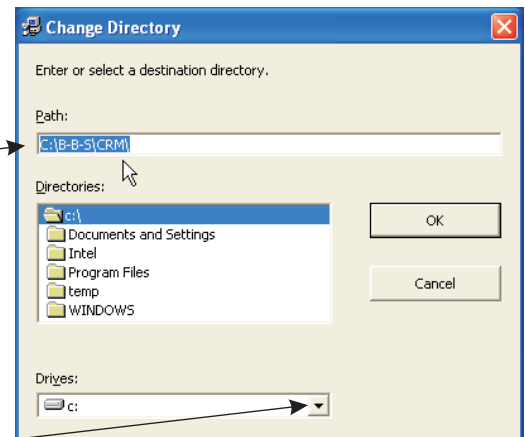 Change Directory
Enter or select a destination directory.
Path:
C:\B-B-S\CRM\
Directories:
c:\
Documents and Settings
Intel
Program Files
temp
WINDOWS
OK
Cancel
Drives:
c: